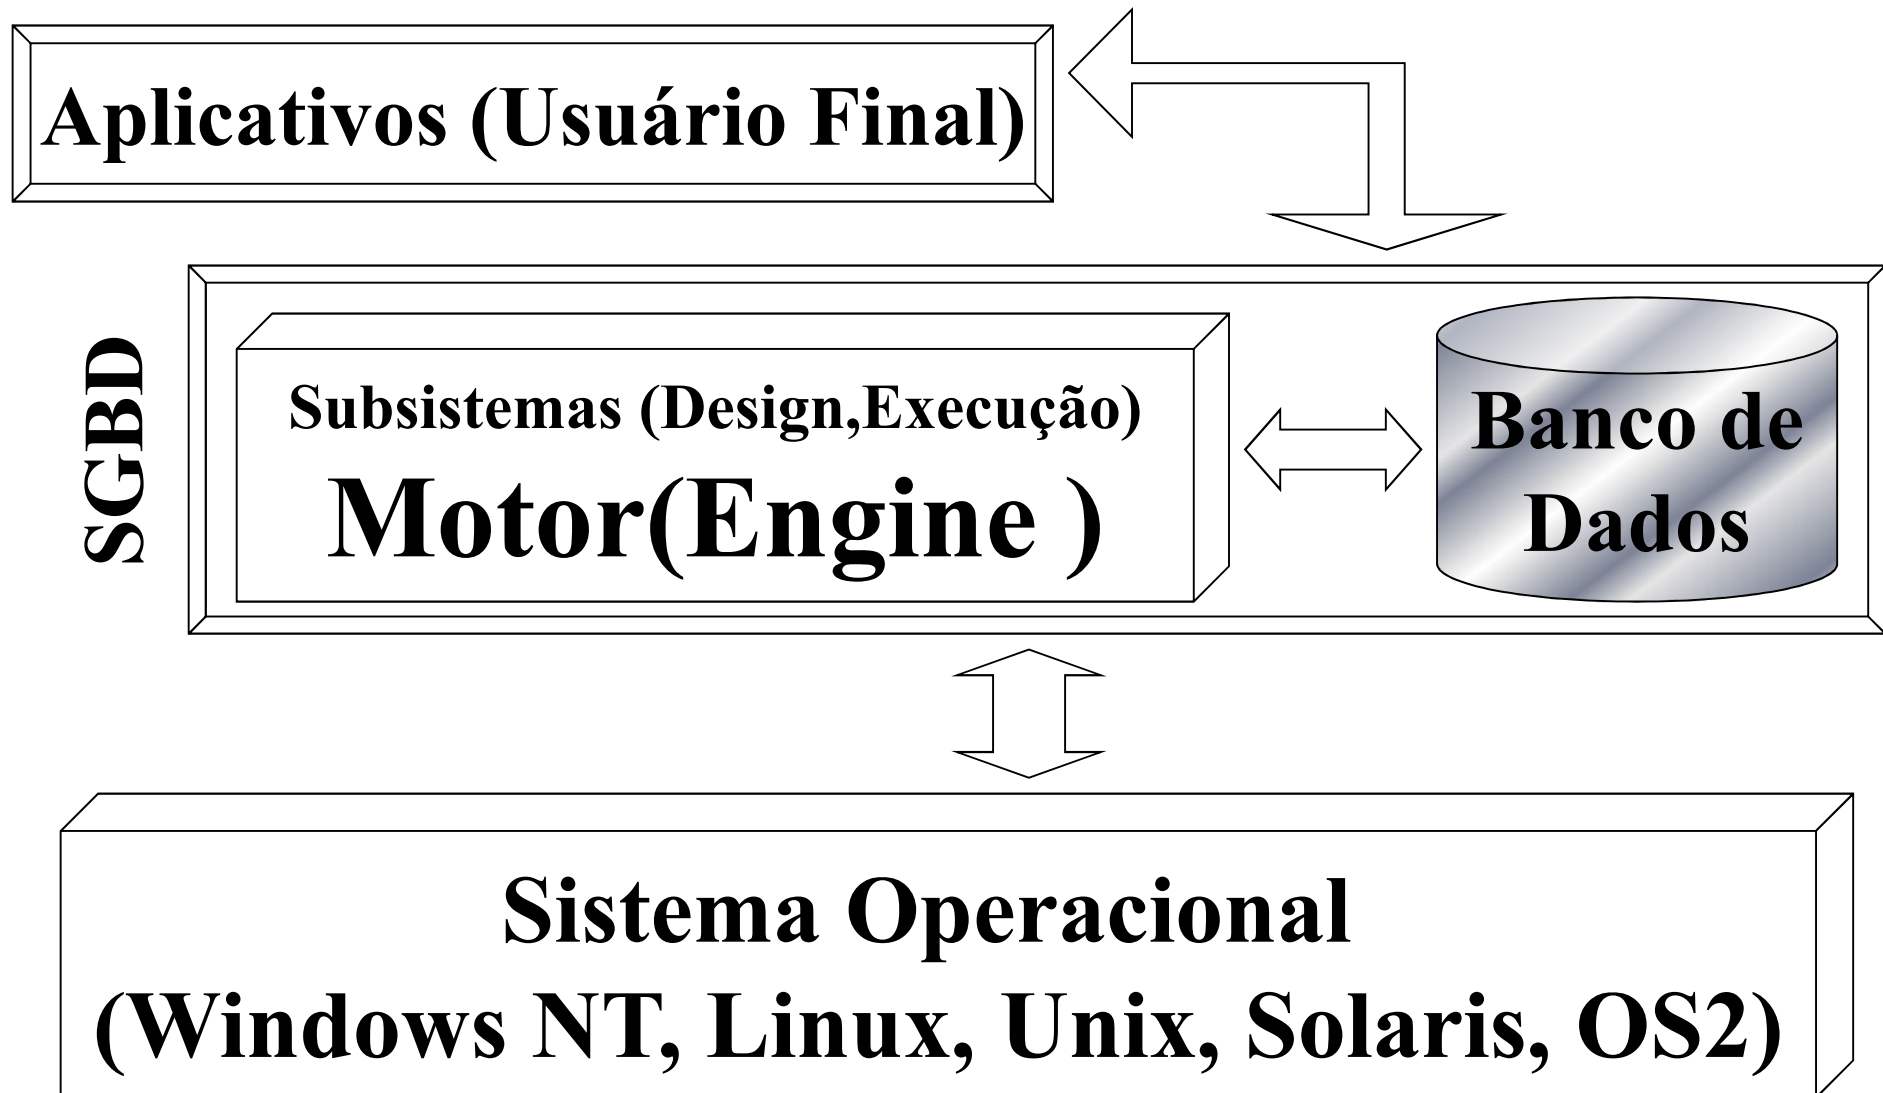 Aplicativos (Usuário Final)
SGBD
Subsistemas (Design,Execução)
Motor(Engine )
Banco de
Dados
Sistema Operacional
(Windows NT, Linux, Unix, Solaris, OS2)